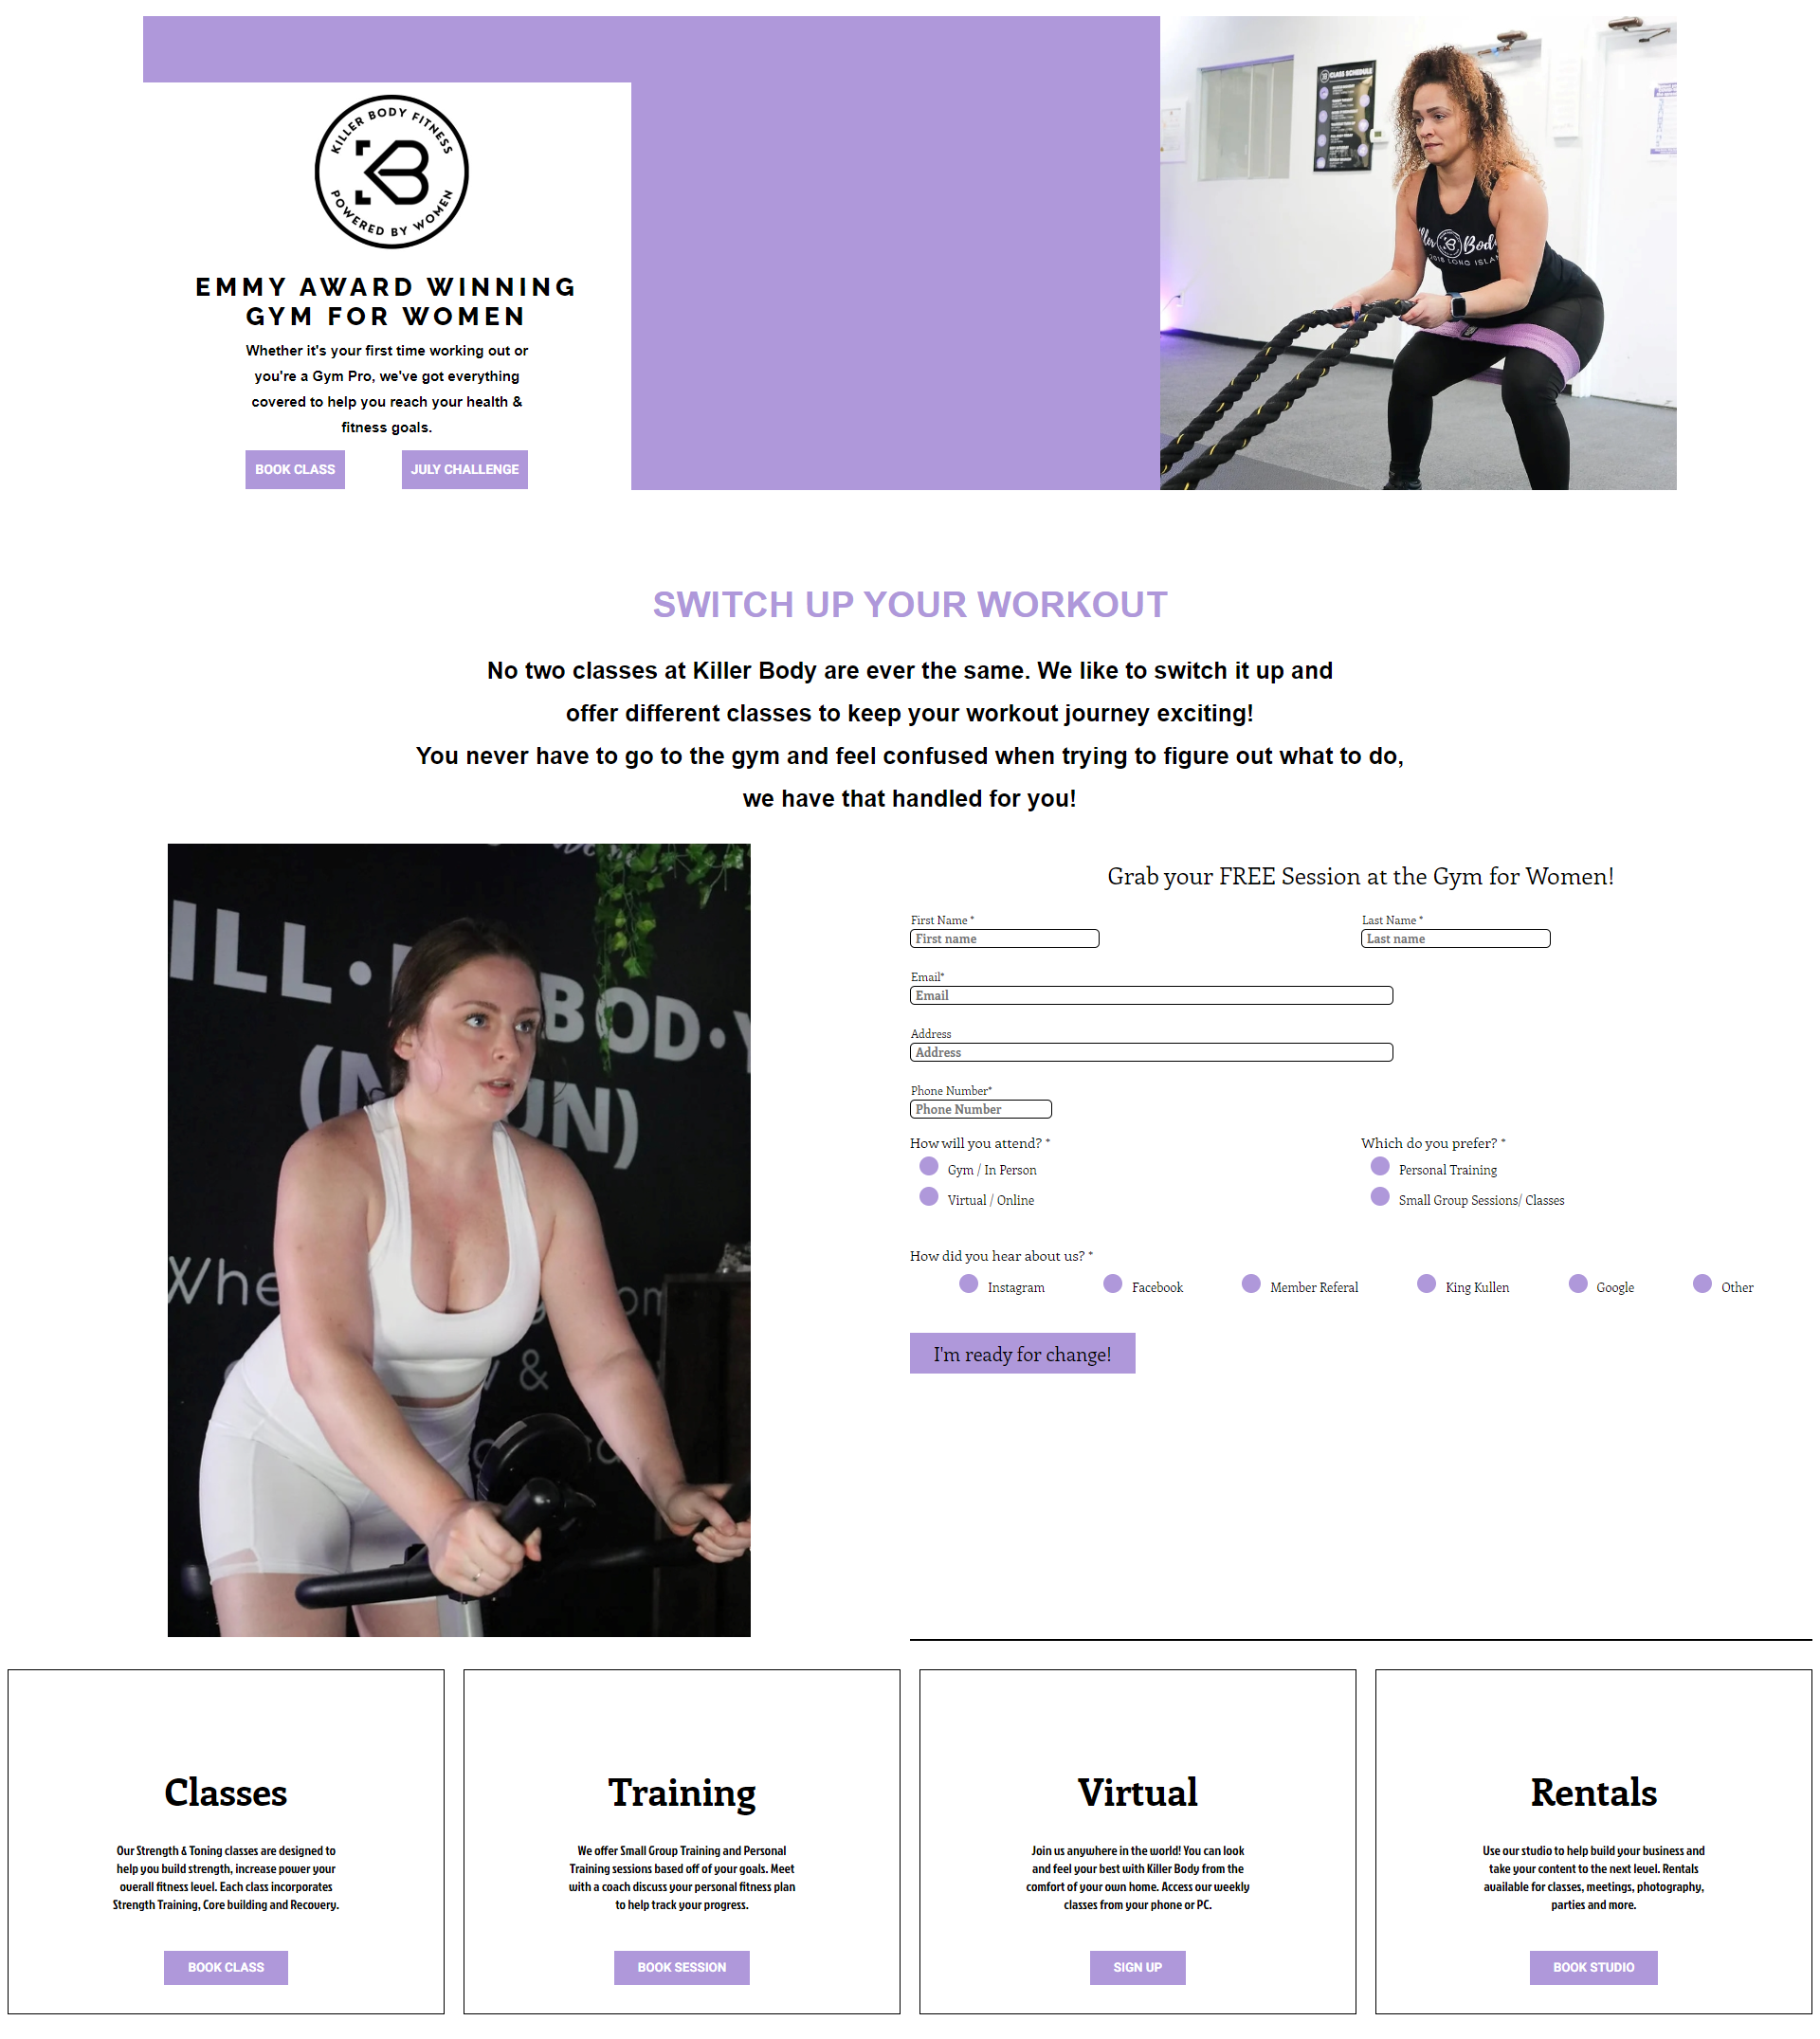 KILLER BODY FITNESS
KB
POWERED BY WOMEN
EMMY AWARD WINNING
GYM FOR WOMEN
Whether it's your first time working out or
you're a Gym Pro, we've got everything
covered to help you reach your health &
fitness goals.
BOOK CLASS
JULY CHALLENGE
CLASS SCHEDULE
SWITCH UP YOUR WORKOUT
No two classes at Killer Body are ever the same. We like to switch it up and
offer different classes to keep your workout journey exciting!
You never have to go to the gym and feel confused when trying to figure out what to do,
we have that handled for you!
Grab your FREE Session at the Gym for Women!
First Name *
Last Name *
First name
Last name
Email*
Email
Address
Address
Phone Number*
Phone Number
How will you attend? *
Which do you prefer? *
Gym / In Person
Personal Training
Virtual / Online
Small Group Sessions/ Classes
How did you hear about us? *
Instagram
Facebook
Member Referal
King Kullen
Google
Other
I'm ready for change!
Classes
Our Strength & Toning classes are designed to
help you build strength, increase power your
overall fitness level. Each class incorporates
Strength Training, Core building and Recovery.
BOOK CLASS
Training
We offer Small Group Training and Personal
Training sessions based off of your goals. Meet
with a coach discuss your personal fitness plan
to help track your progress.
BOOK SESSION
Virtual
Join us anywhere in the world! You can look
and feel your best with Killer Body from the
comfort of your own home. Access our weekly
classes from your phone or PC.
SIGN UP
Rentals
Use our studio to help build your business and
take your content to the next level. Rentals
available for classes, meetings, photography,
parties and more.
BOOK STUDIO